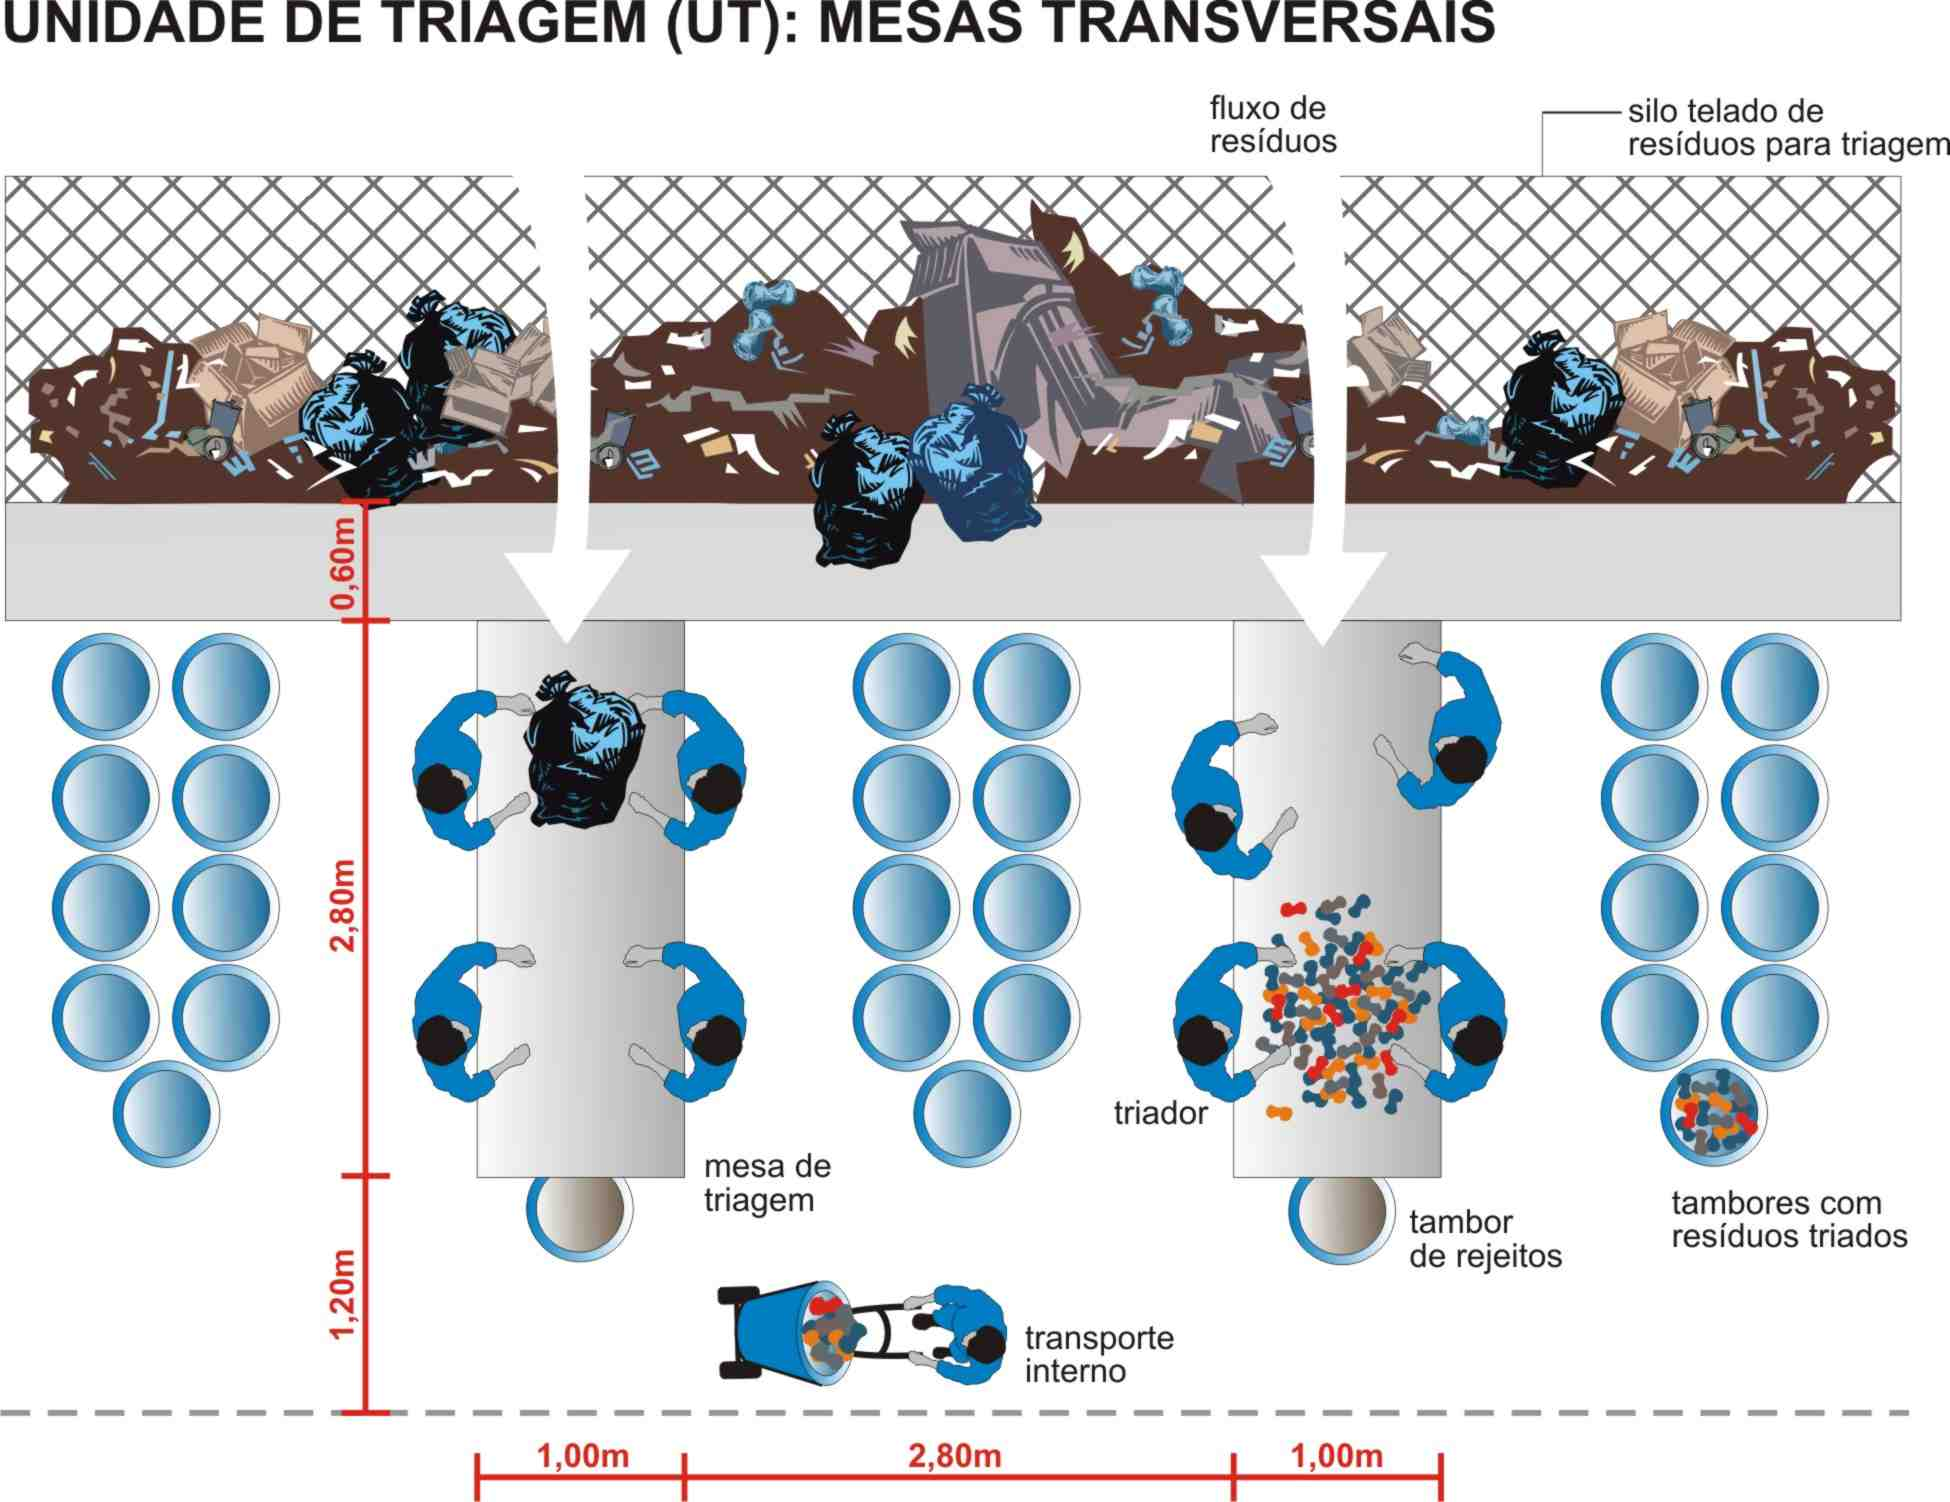 UNIDADE DE TRIAGEM (UT): MESAS TRANSVERSAIS
fluxo de
resíduos
silo telado de
resíduos para triagem
0,60m
2,80m
triador
mesa de
triagem
tambor
de rejeitos
tambores com
resíduos triados
1,20m
transporte
interno
1,00m
2,80m
1,00m